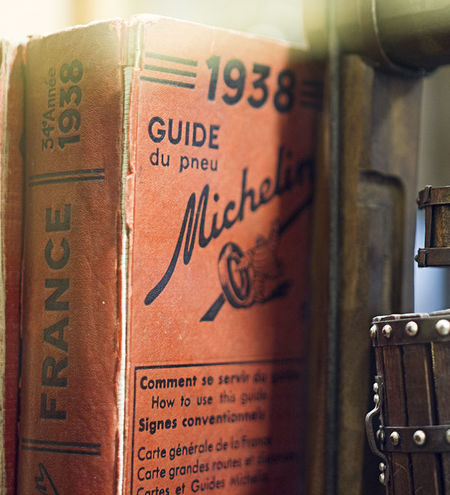 34e Année
1938
FRANCE
1938
GUIDE
du pneu
Michelin
Comment se servir du guide
How to use this guide
Signes conventionnels
Carte générale de la France
Carte grandes routes et
Cartes et Guides Michelin